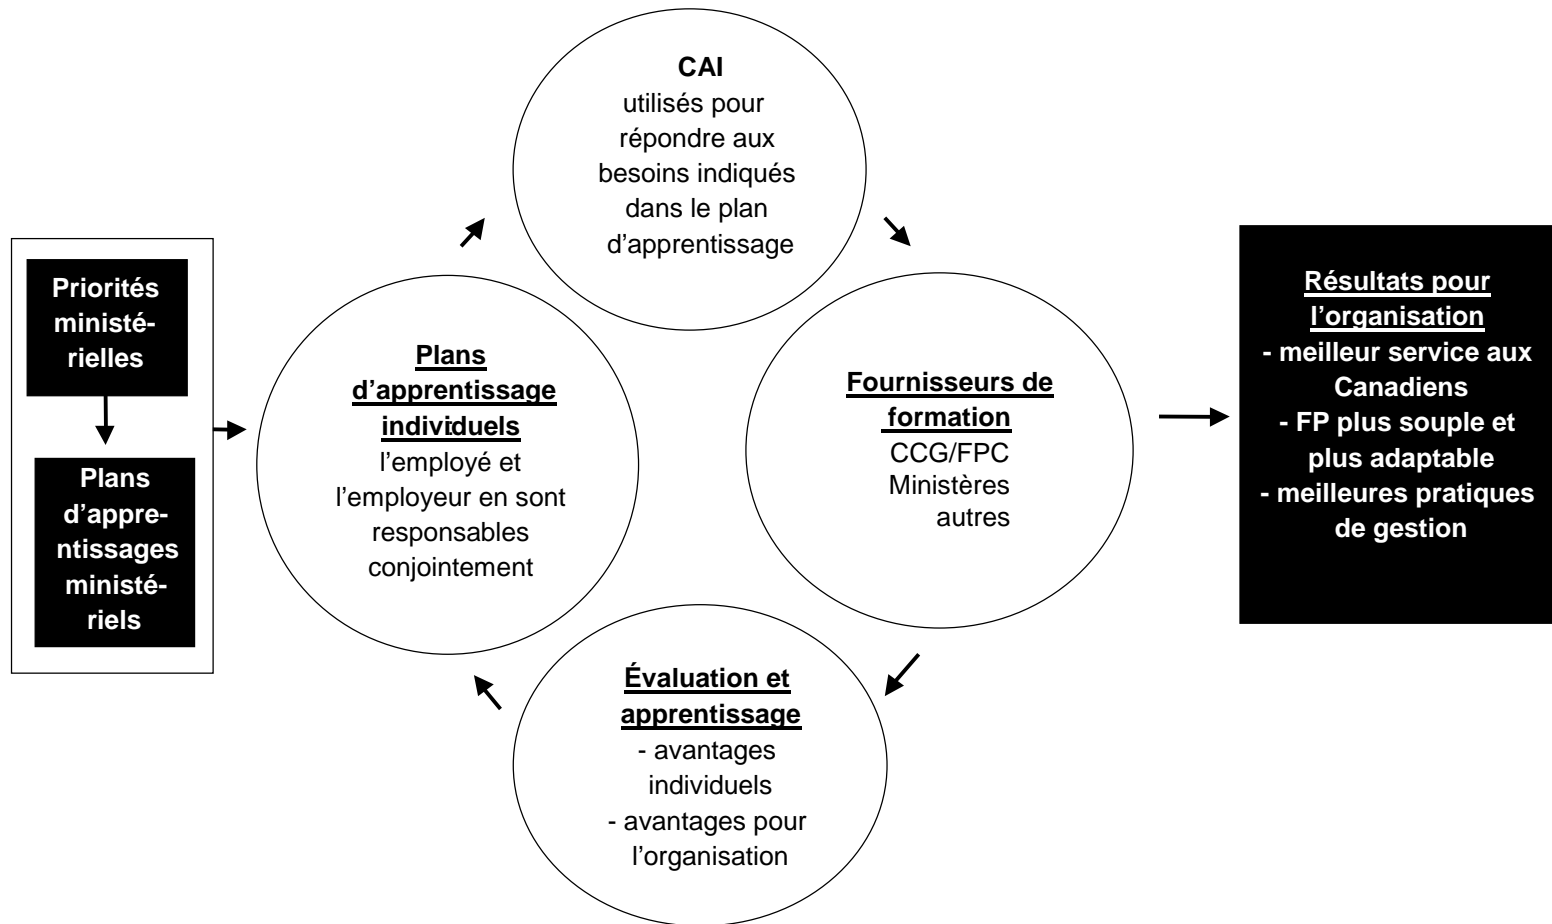 CAI
utilisés pour
répondre aux
besoins indiqués
dans le plan
d’apprentissage
Priorités
ministé-
rielles
Plans
d’appre-
ntissages
ministé-
riels
Plans
d’apprentissage
individuels
l’employé et
l’employeur en sont
responsables
conjointement
Fournisseurs de
formation
CCG/FPC
Ministères
autres
Évaluation et
apprentissage
- avantages
individuels
- avantages pour
l’organisation
Résultats pour
l’organisation
- meilleur service aux
Canadiens
- FP plus souple et
plus adaptable
- meilleures pratiques
de gestion